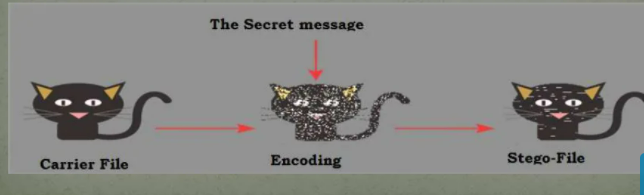 The Secret message
Carrier File
Encoding
Stego-File